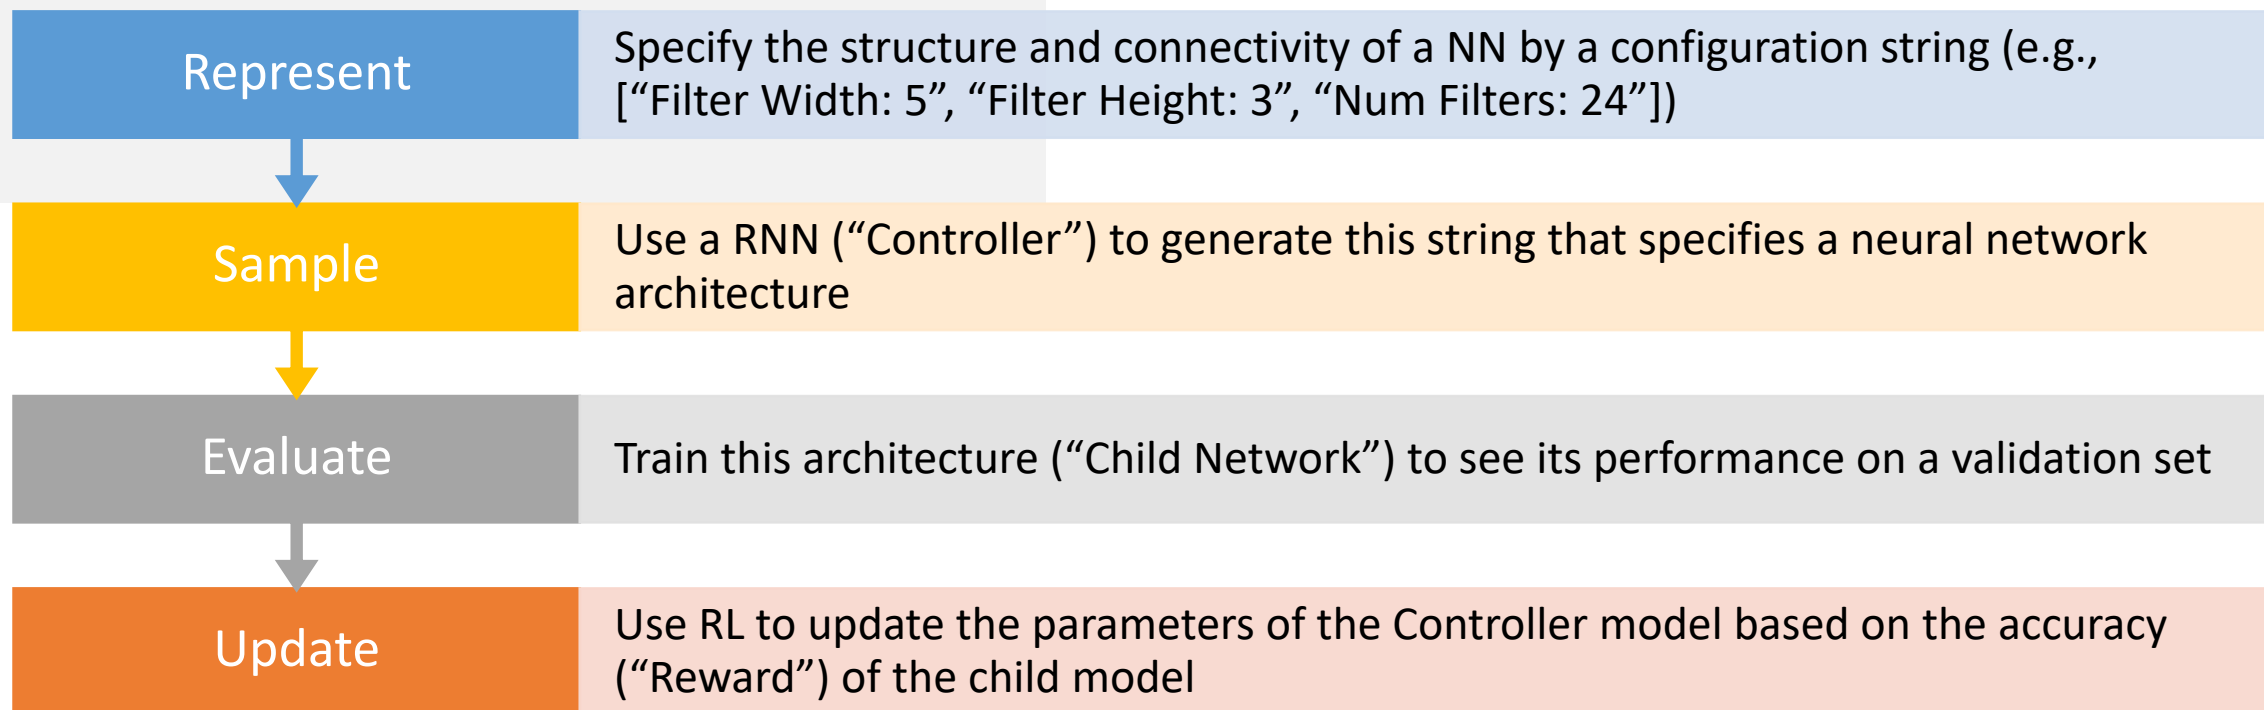 Represent
Specify the structure and connectivity of a NN by a configuration string (e.g.,
[“Filter Width: 5”, “Filter Height: 3”, “Num Filters: 24”])
Sample
Use a RNN (“Controller”) to generate this string that specifies a neural network
architecture
Evaluate
Train this architecture (“Child Network”) to see its performance on a validation set
Update
Use RL to update the parameters of the Controller model based on the accuracy
(“Reward”) of the child model